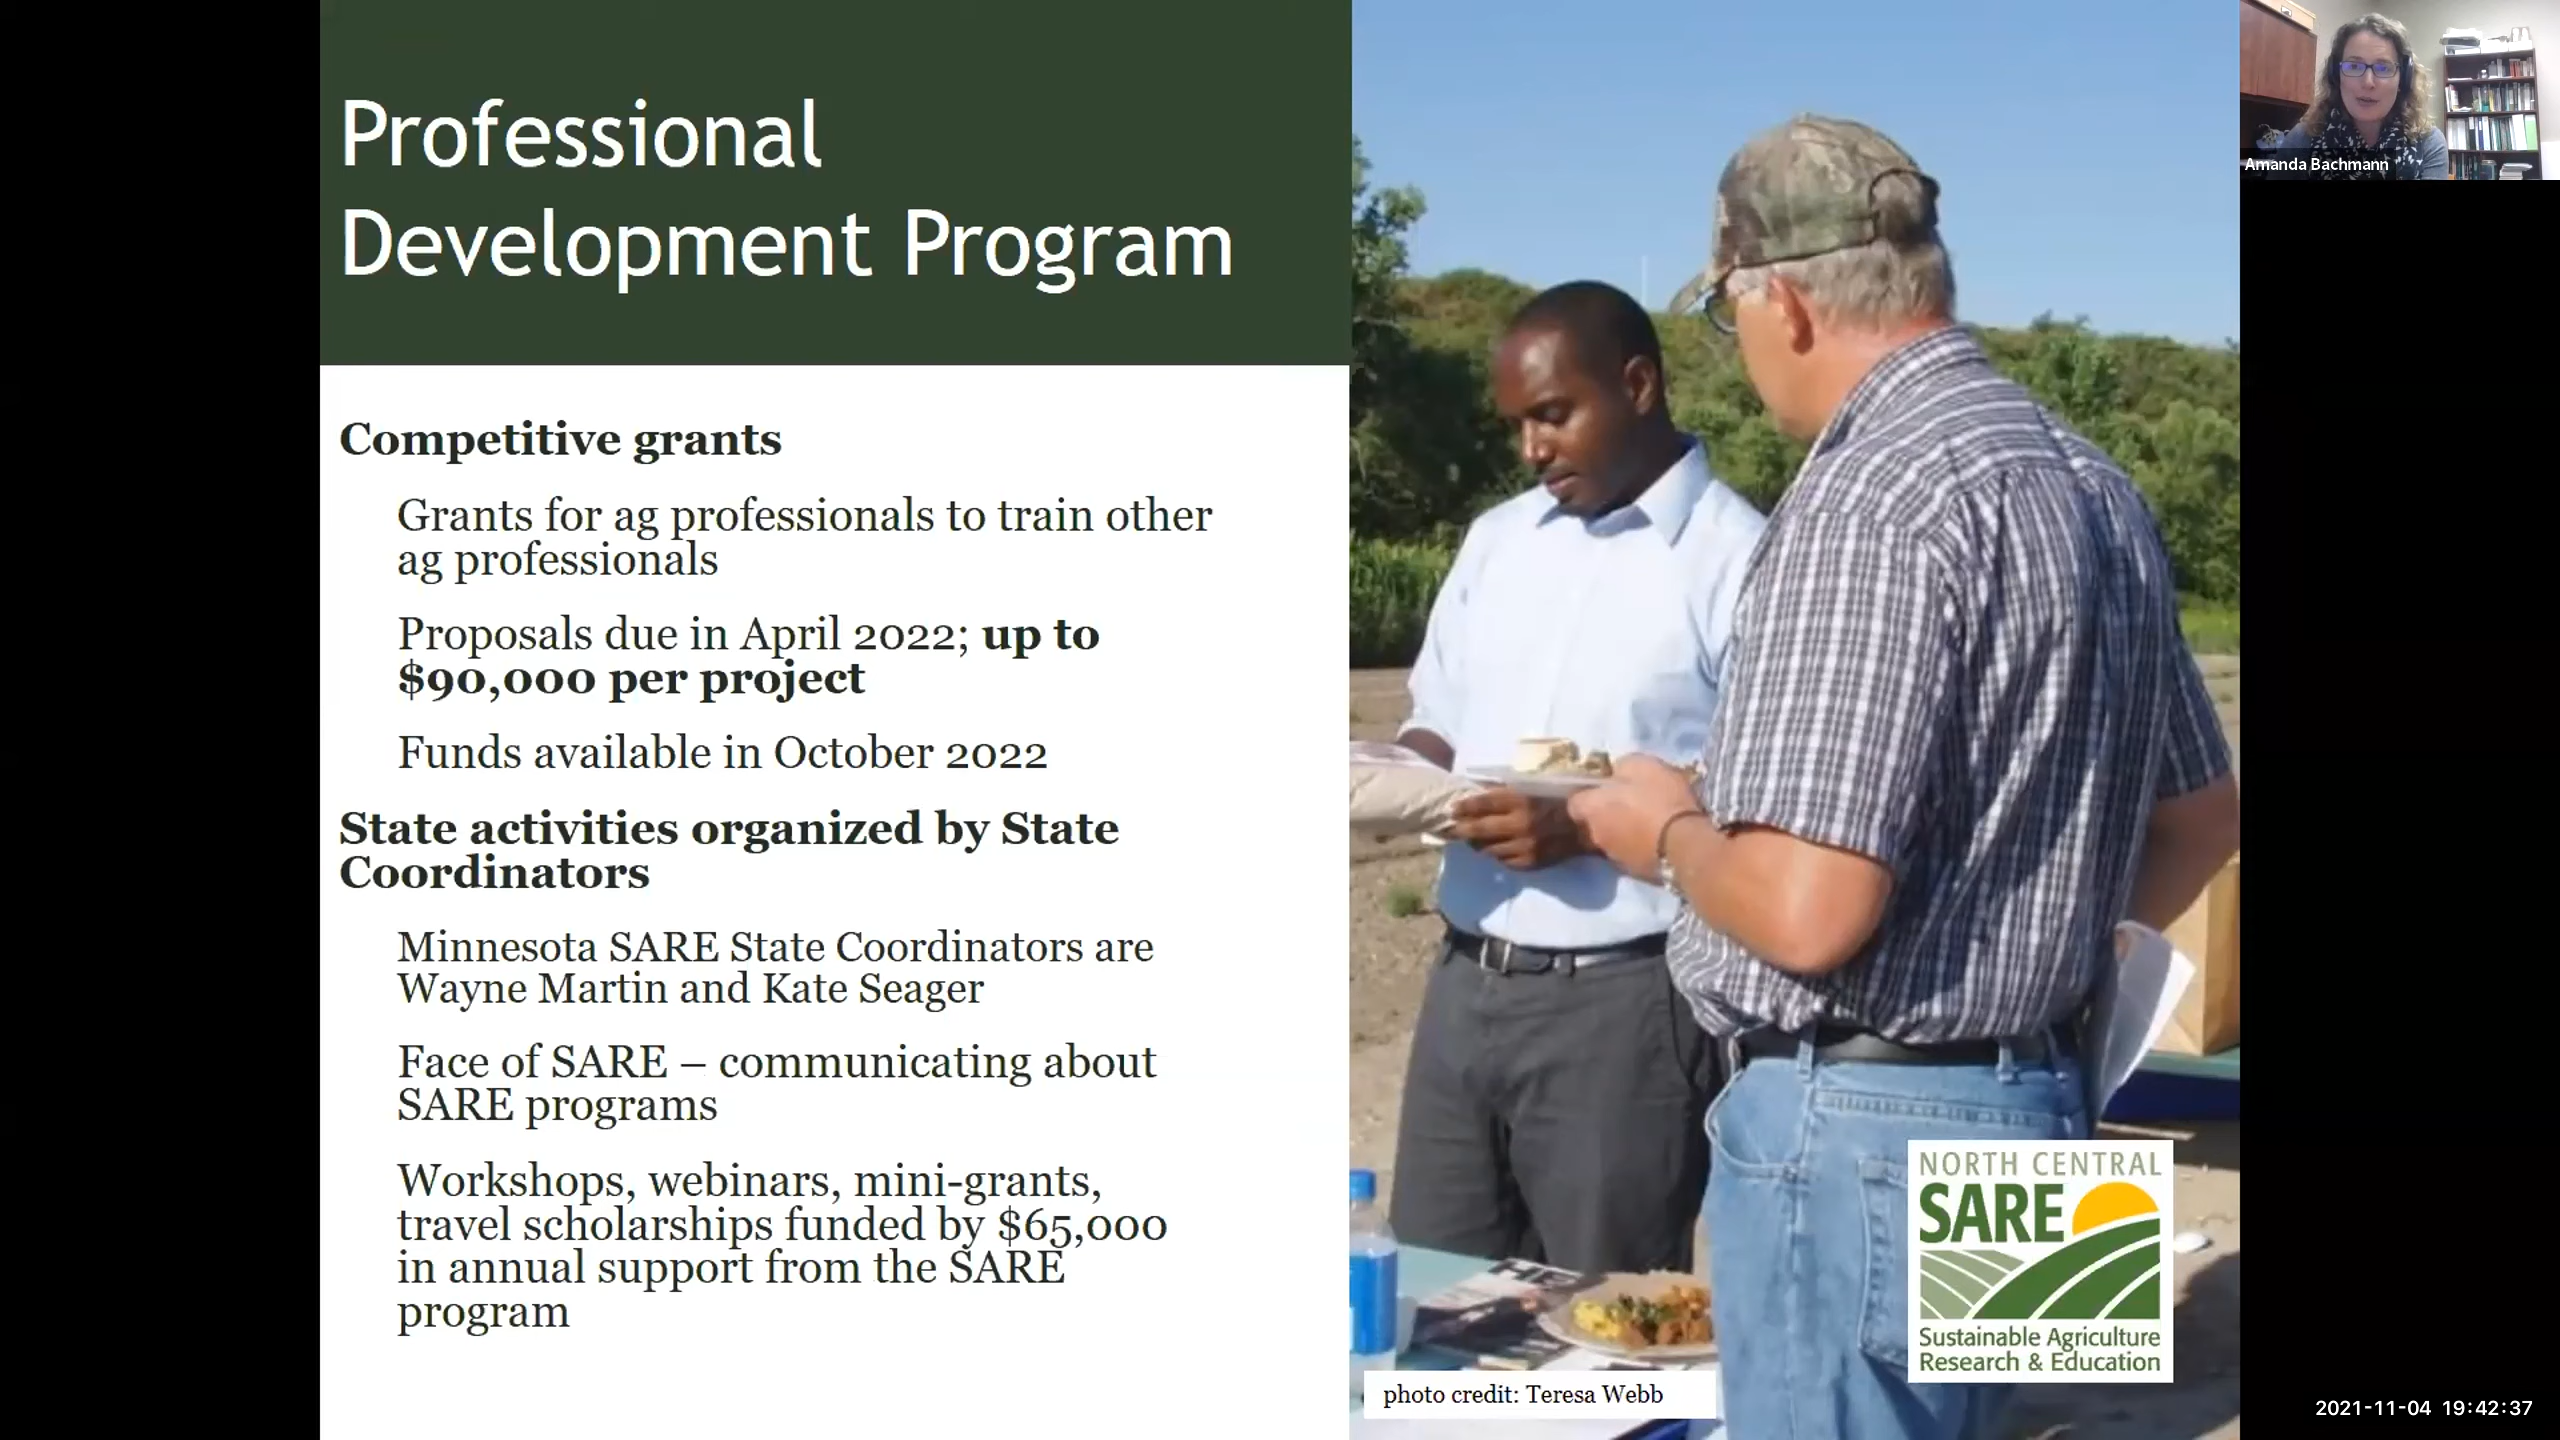 Professional
Development Program
Competitive grants
Grants for ag professionals to train other
ag professionals
Proposals due in April 2022; up to
$90,000 per project
Funds available in October 2022
State activities organized by State
Coordinators
Minnesota SARE State Coordinators are
Wayne Martin and Kate Seager
Face of SARE – communicating about
SARE programs
Workshops, webinars, mini-grants,
travel scholarships funded by $65,000
in annual support from the SARE
program
photo credit: Teresa Webb
NORTH CENTRAL
SARE
Sustainable Agriculture
Research & Education
Amanda Bachmann
2021-11-04 19:42:37